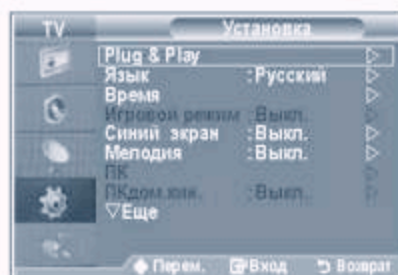 TV Установка
Plug & Play
Язык :Русский
Время
Игровой режим :Выкл.
Синий экран :Выкл.
Мелодия :Выкл.
ПК
ПКдом.кин. :Выкл.
▽Еще
Перем. Вход Возврат